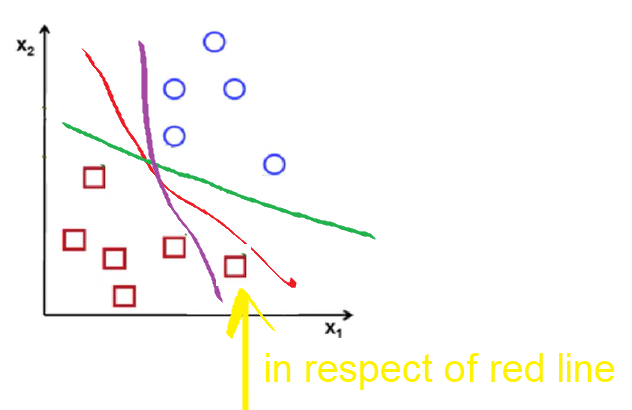 x2
x1
in respect of red line